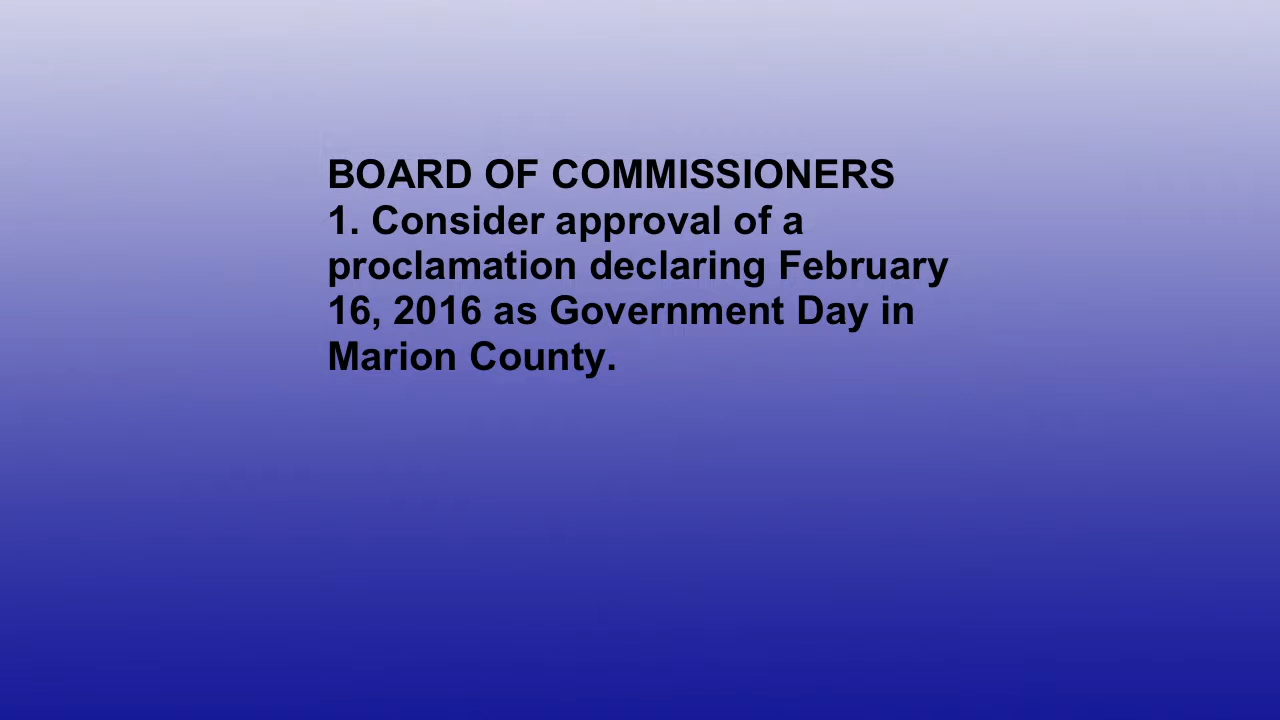 BOARD OF COMMISSIONERS
1. Consider approval of a
proclamation declaring February
16, 2016 as Government Day in
Marion County.